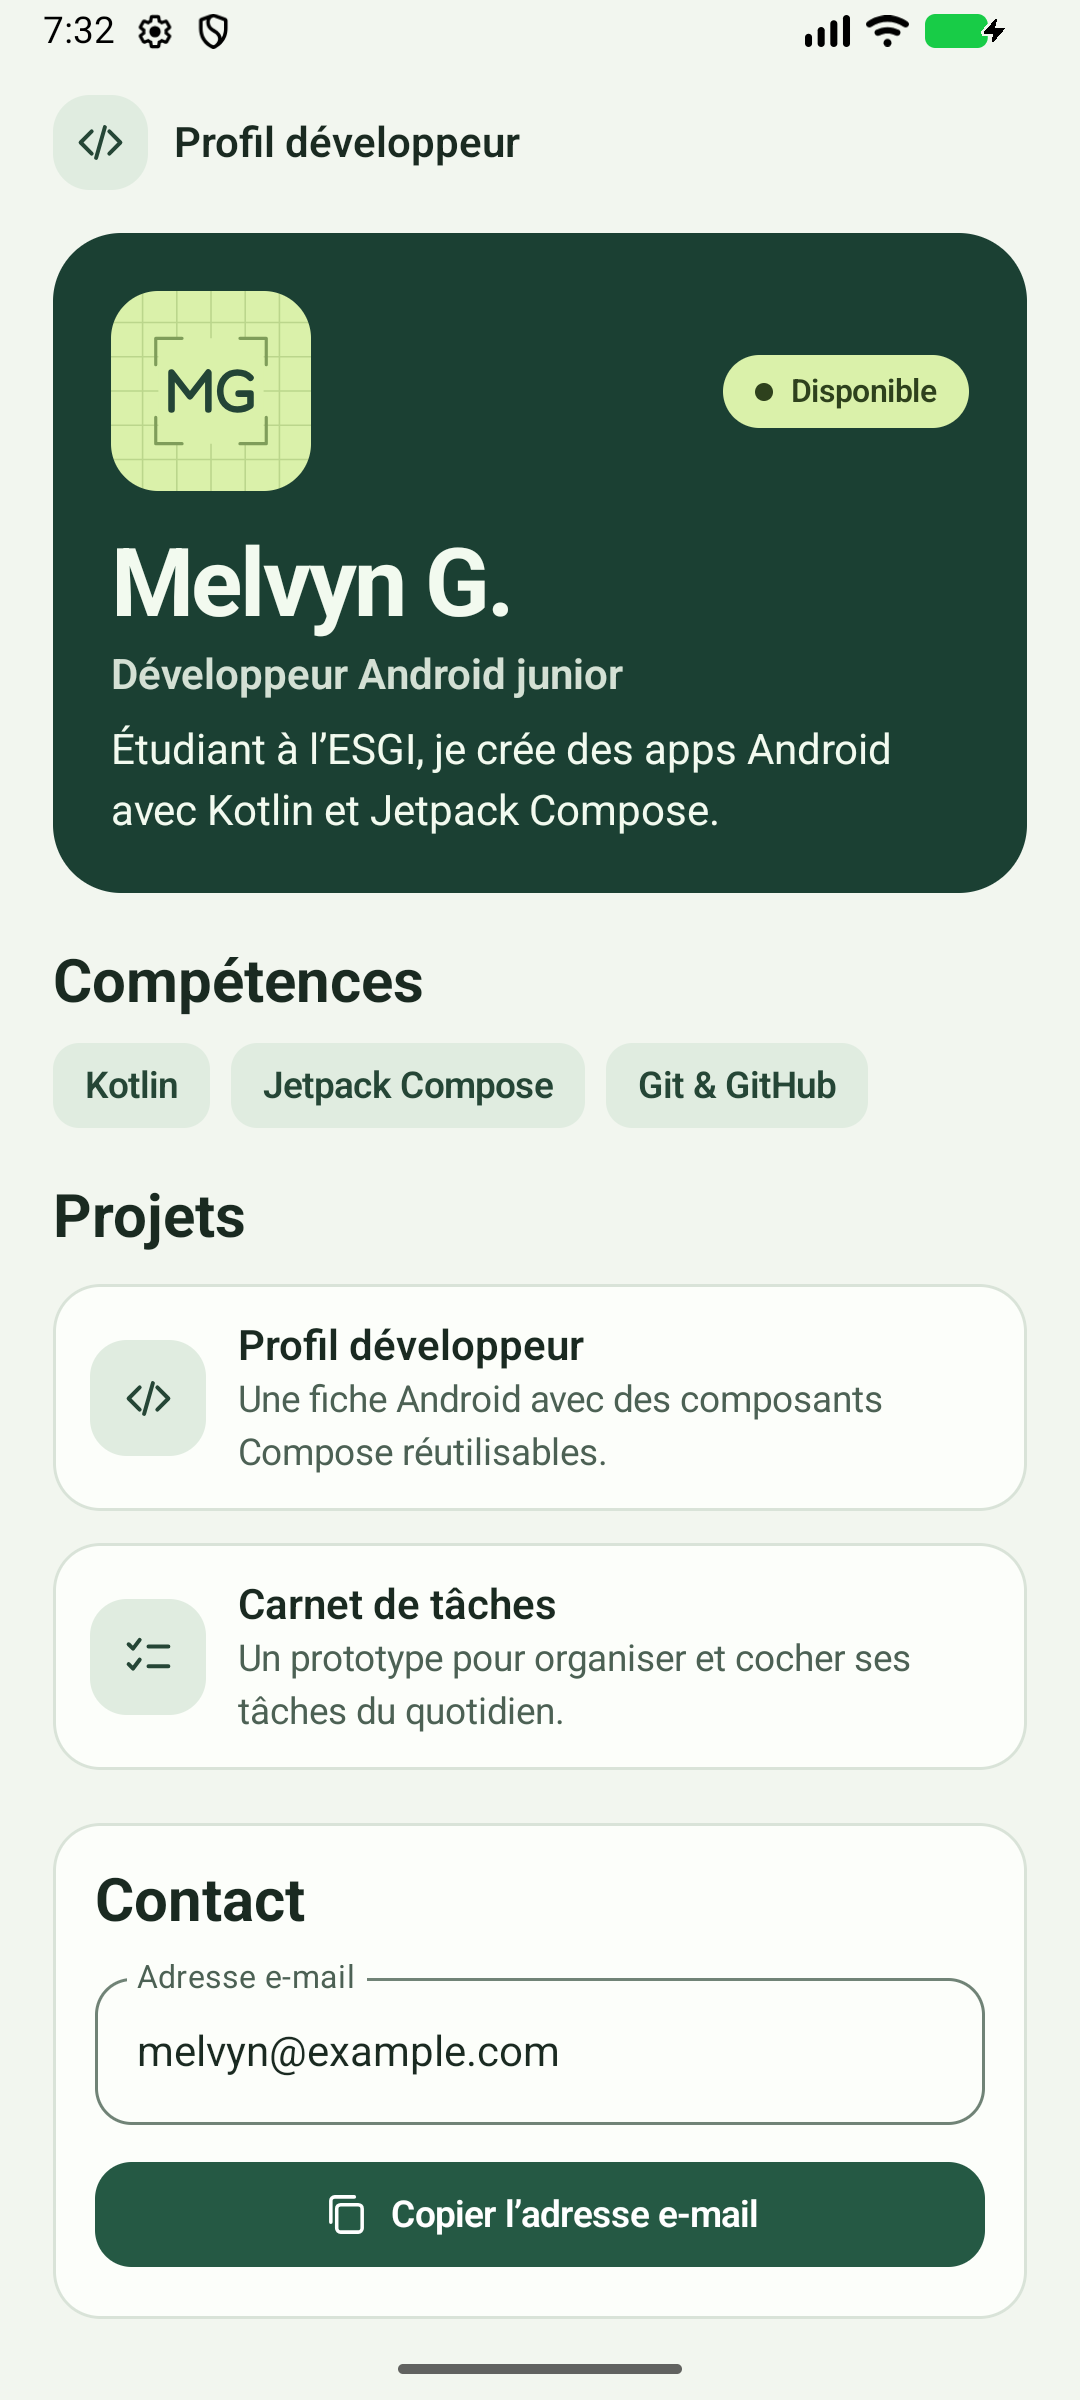 7:32
Profil développeur
MG
Disponible
Melvyn G.
Développeur Android junior
Étudiant à l’ESGI, je crée des apps Android
avec Kotlin et Jetpack Compose.
Compétences
Kotlin
Jetpack Compose
Git & GitHub
Projets
Profil développeur
Une fiche Android avec des composants
Compose réutilisables.
Carnet de tâches
Un prototype pour organiser et cocher ses
tâches du quotidien.
Contact
Adresse e-mail
melvyn@example.com
Copier l’adresse e-mail